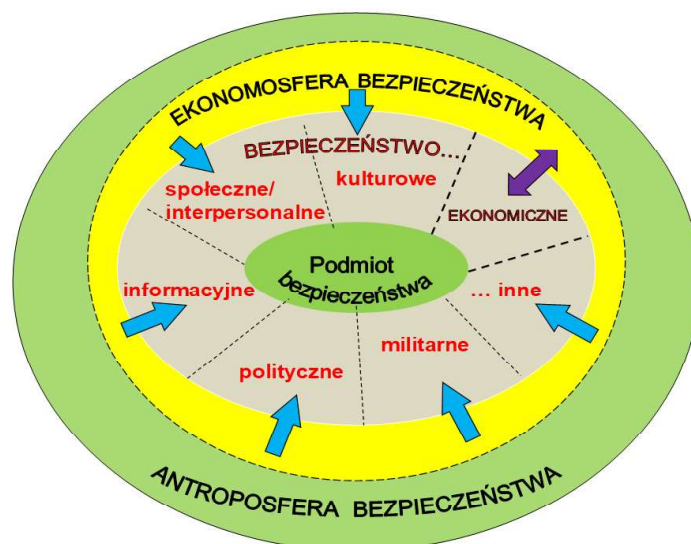 EKONOMOSFERA BEZPIECZEŃSTWA
BEZPIECZEŃSTWO...
społeczne/
interpersonalne
kulturowe
EKONOMICZNE
Podmiot
bezpieczeństwa
informacyjne
... inne
militarne
polityczne
ANTROPOSFERA BEZPIECZEŃSTWA